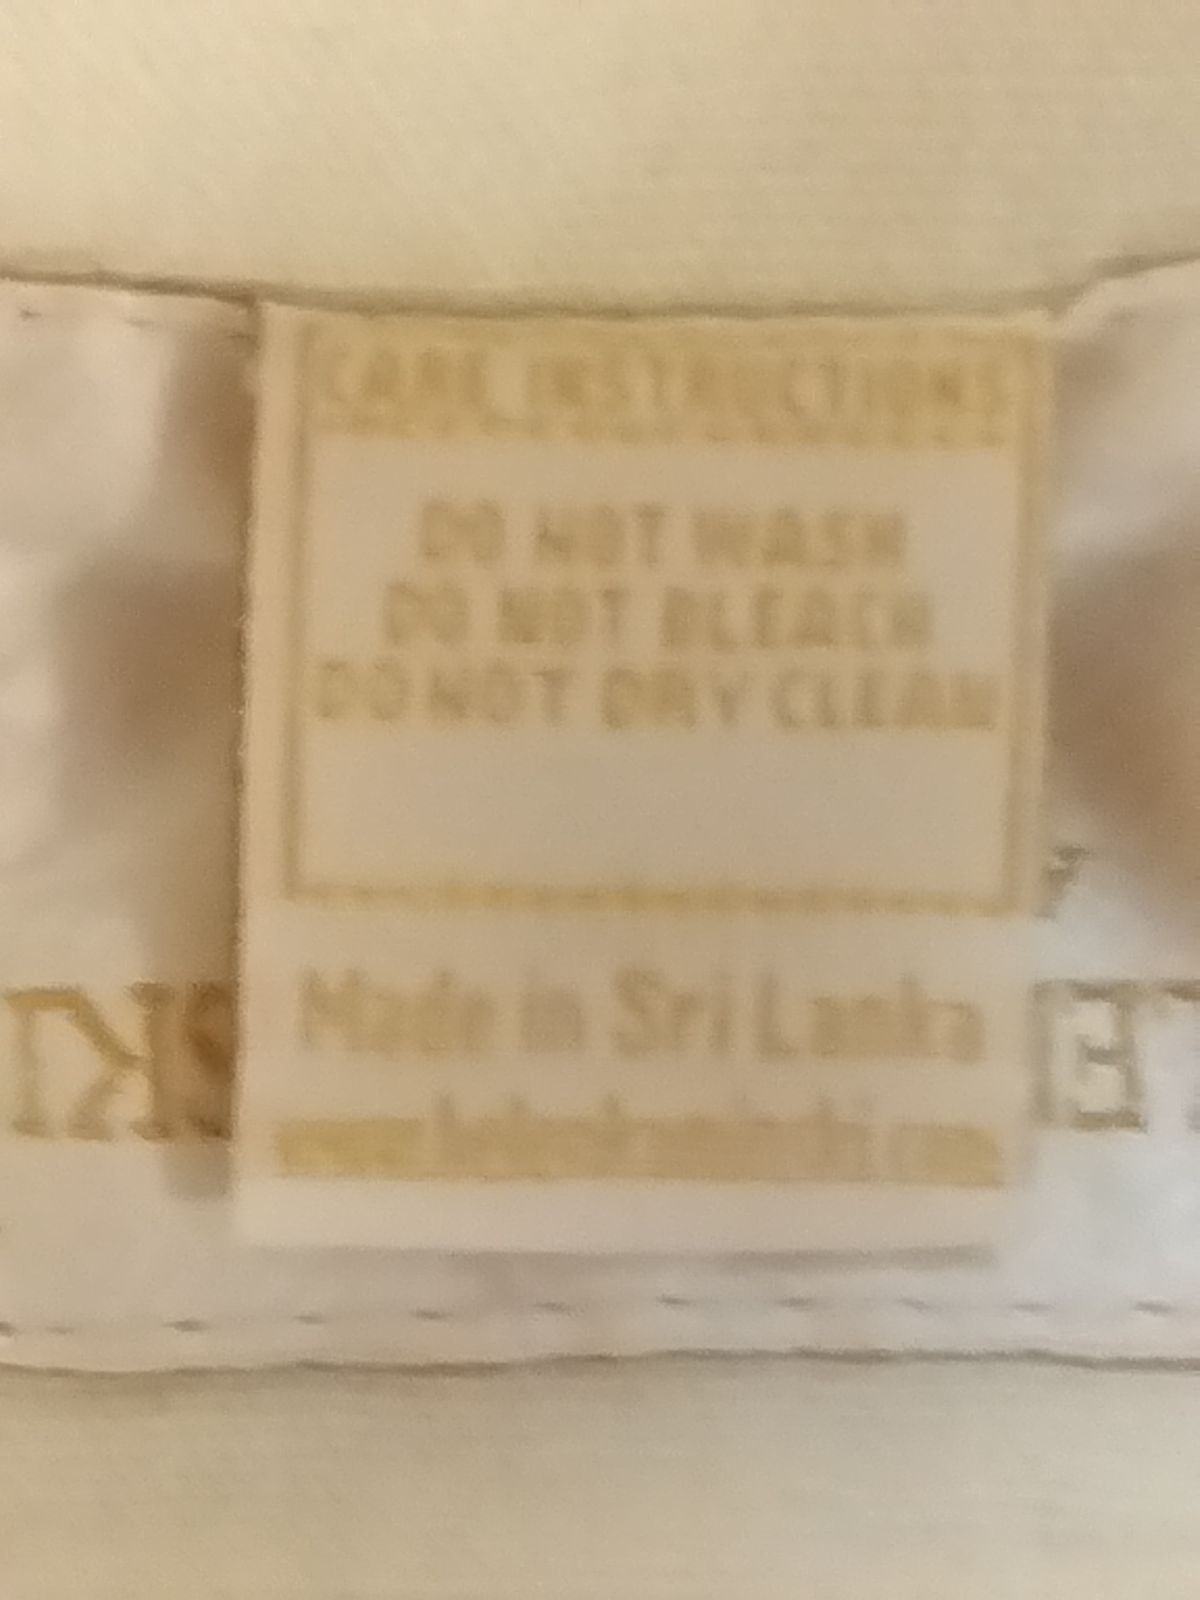 CARE INSTRUCTIONS
DO NOT WASH
DO NOT BLEACH
DO NOT DRY CLEAN
Made in Sri Lanka